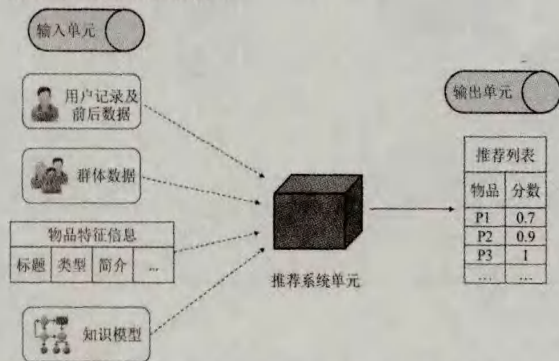 输入单元
用户记录及
前后数据
群体数据
物品特征信息
标题 类型 简介 ...
知识模型
推荐系统单元
输出单元
推荐列表
物品 分数
P1 0.7
P2 0.9
P3 1
... ...